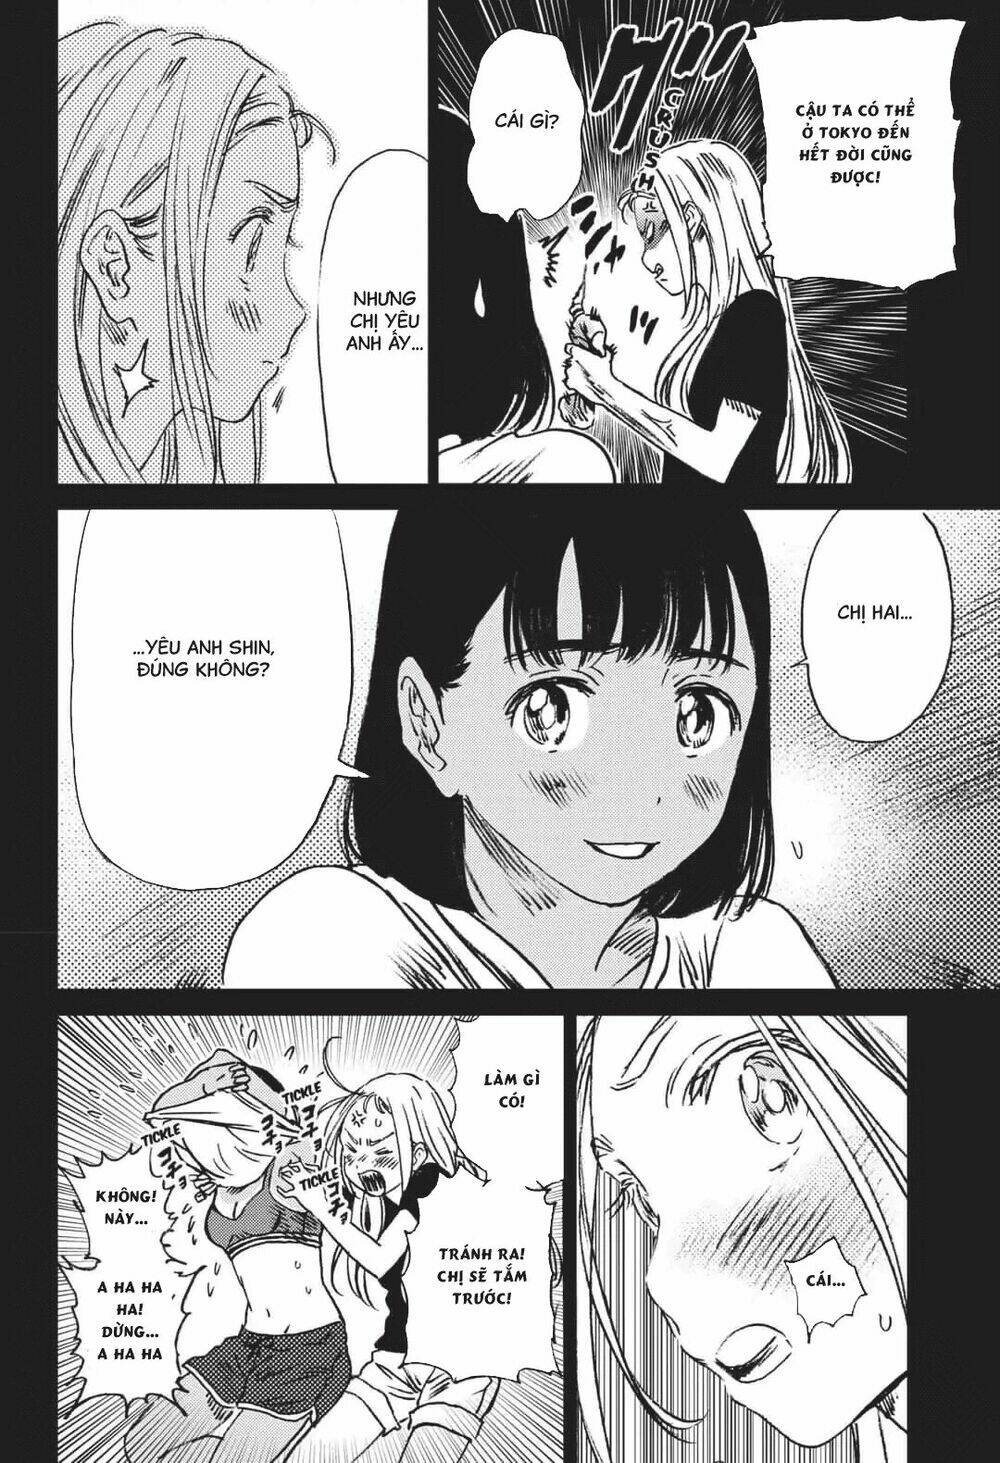 CẬU TA CÓ THỂ
Ở TOKYO ĐẾN
HẾT ĐỜI CŨNG
ĐƯỢC!
CRUSH
CÁI GÌ?
NHƯNG
CHỊ YÊU
ANH ẤY...
CHỊ HAI...
...YÊU ANH SHIN,
ĐÚNG KHÔNG?
CÁI...
LÀM GÌ
CÓ!
TICKLE
TICKLE
TICKLE
TRÁNH RA!
CHỊ SẼ TẮM
TRƯỚC!
KHÔNG!
NÀY...
A HA HA
HA!
DỪNG...
A HA HA